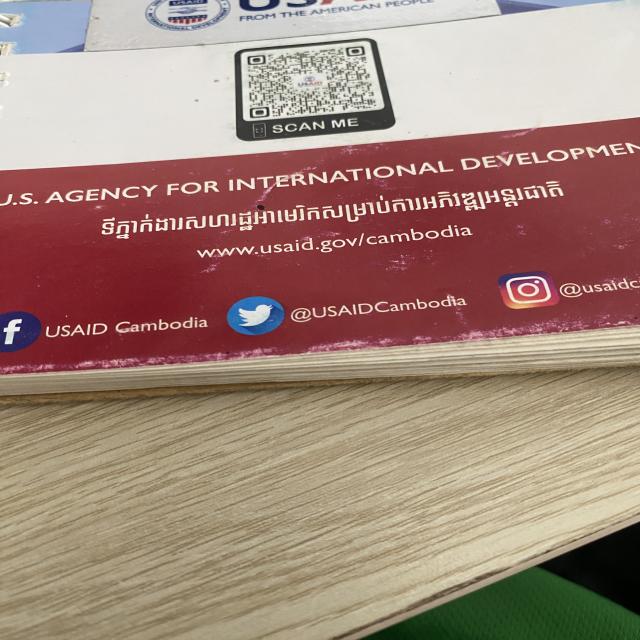 FROM THE AMERICAN PEOPLE
USAID
SCAN ME
U.S. AGENCY FOR INTERNATIONAL DEVELOPMEN
ទីភ្នាក់ងារសហរដ្ឋអាមេរិកសម្រាប់ការអភិវឌ្ឍអន្តរជាតិ
www.usaid.gov/cambodia
f USAID Cambodia @USAIDCambodia @usaidc